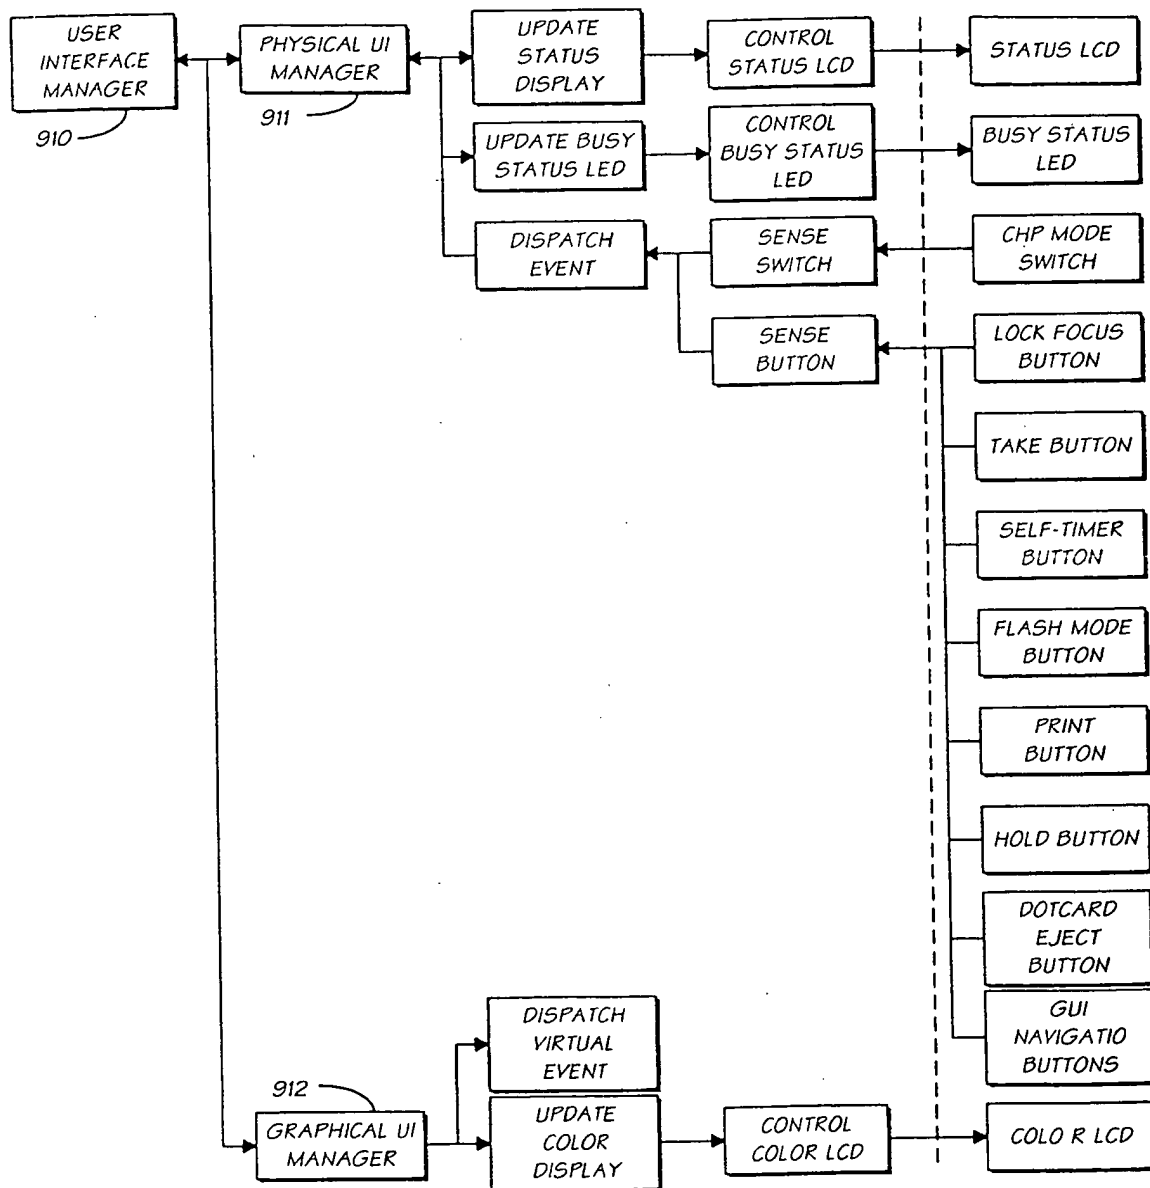 USER
INTERFACE
MANAGER
910
PHYSICAL UI
MANAGER
911
UPDATE
STATUS
DISPLAY
CONTROL
STATUS LCD
STATUS LCD
UPDATE BUSY
STATUS LED
CONTROL
BUSY STATUS
LED
BUSY STATUS
LED
DISPATCH
EVENT
SENSE
SWITCH
CHP MODE
SWITCH
SENSE
BUTTON
LOCK FOCUS
BUTTON
TAKE BUTTON
SELF-TIMER
BUTTON
FLASH MODE
BUTTON
PRINT
BUTTON
HOLD BUTTON
DOTCARD
EJECT
BUTTON
GUI
NAVIGATIO
BUTTONS
DISPATCH
VIRTUAL
EVENT
912
GRAPHICAL UI
MANAGER
UPDATE
COLOR
DISPLAY
CONTROL
COLOR LCD
COLO R LCD